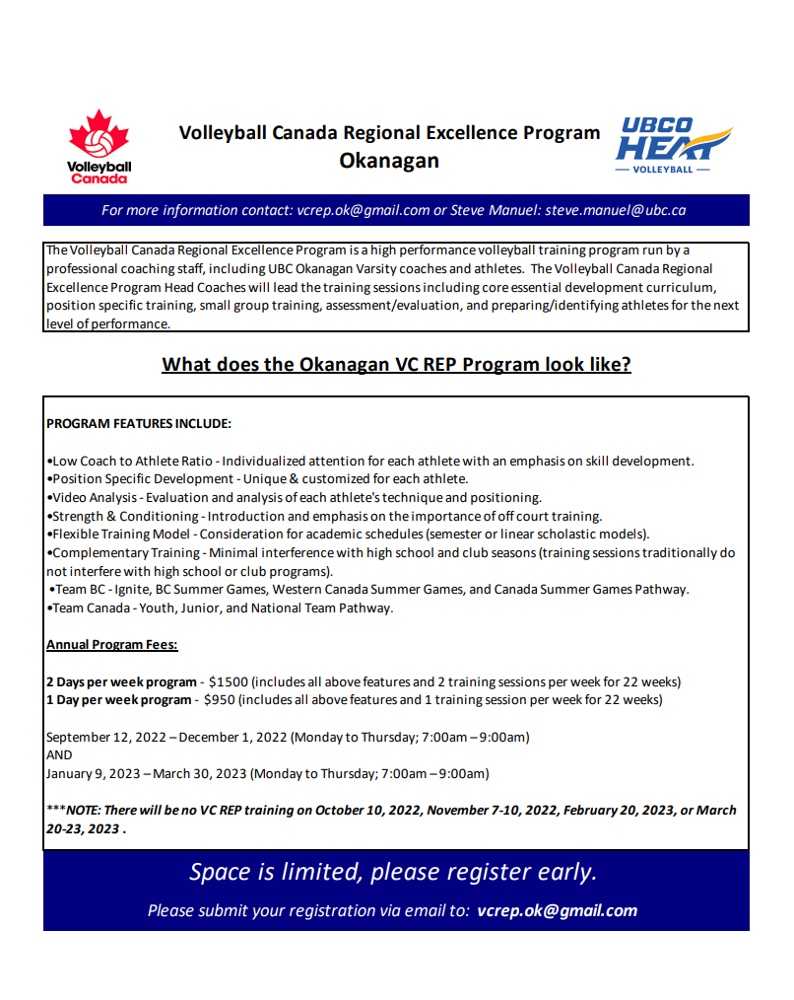 Volleyball Canada Regional Excellence Program
Okanagan
Volleyball
Canada
UBCO
HEAT
VOLLEYBALL
For more information contact: vcrep.ok@gmail.com or Steve Manuel: steve.manuel@ubc.ca
The Volleyball Canada Regional Excellence Program is a high performance volleyball training program run by a
professional coaching staff, including UBC Okanagan Varsity coaches and athletes.  The Volleyball Canada Regional
Excellence Program Head Coaches will lead the training sessions including core essential development curriculum,
position specific training, small group training, assessment/evaluation, and preparing/identifying athletes for the next
level of performance.
What does the Okanagan VC REP Program look like?
PROGRAM FEATURES INCLUDE:
•Low Coach to Athlete Ratio - Individualized attention for each athlete with an emphasis on skill development.
•Position Specific Development - Unique & customized for each athlete.
•Video Analysis - Evaluation and analysis of each athlete's technique and positioning.
•Strength & Conditioning - Introduction and emphasis on the importance of off court training.
•Flexible Training Model - Consideration for academic schedules (semester or linear scholastic models).
•Complementary Training - Minimal interference with high school and club seasons (training sessions traditionally do
not interfere with high school or club programs).
•Team BC - Ignite, BC Summer Games, Western Canada Summer Games, and Canada Summer Games Pathway.
•Team Canada - Youth, Junior, and National Team Pathway.
Annual Program Fees:
2 Days per week program - $1500 (includes all above features and 2 training sessions per week for 22 weeks)
1 Day per week program - $950 (includes all above features and 1 training session per week for 22 weeks)
September 12, 2022 – December 1, 2022 (Monday to Thursday; 7:00am – 9:00am)
AND
January 9, 2023 – March 30, 2023 (Monday to Thursday; 7:00am – 9:00am)
***NOTE: There will be no VC REP training on October 10, 2022, November 7-10, 2022, February 20, 2023, or March
20-23, 2023 .
Space is limited, please register early.
Please submit your registration via email to: vcrep.ok@gmail.com